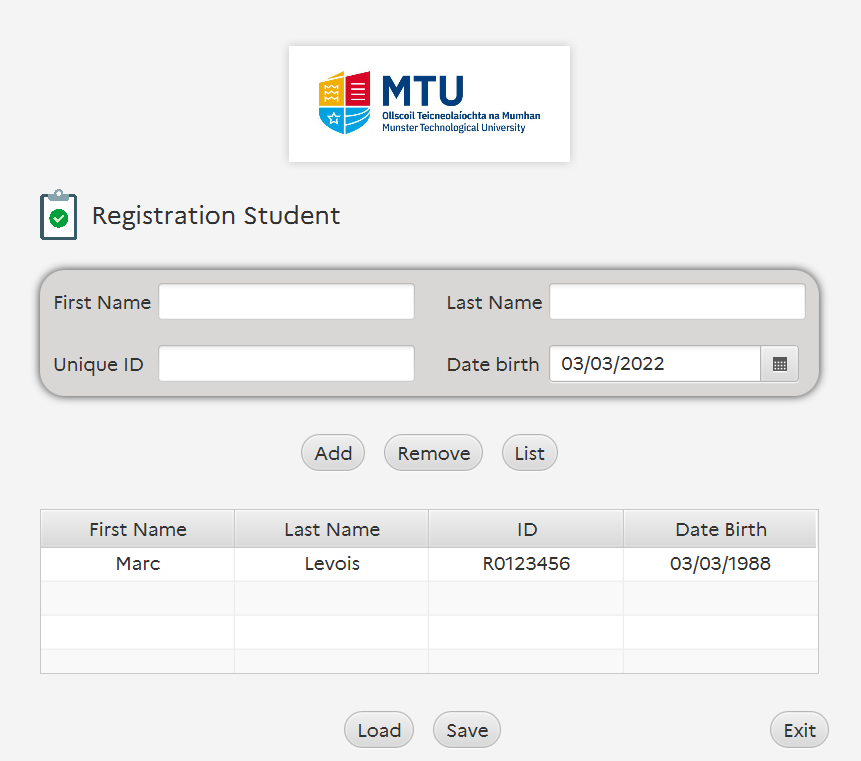 MTU
Ollscoil Teicneolaíochta na Mumhan
Munster Technological University
Registration Student
First Name
Last Name
Unique ID
Date birth 03/03/2022
Add Remove List
First Name Last Name ID Date Birth
Marc Levois R0123456 03/03/1988
Load Save Exit